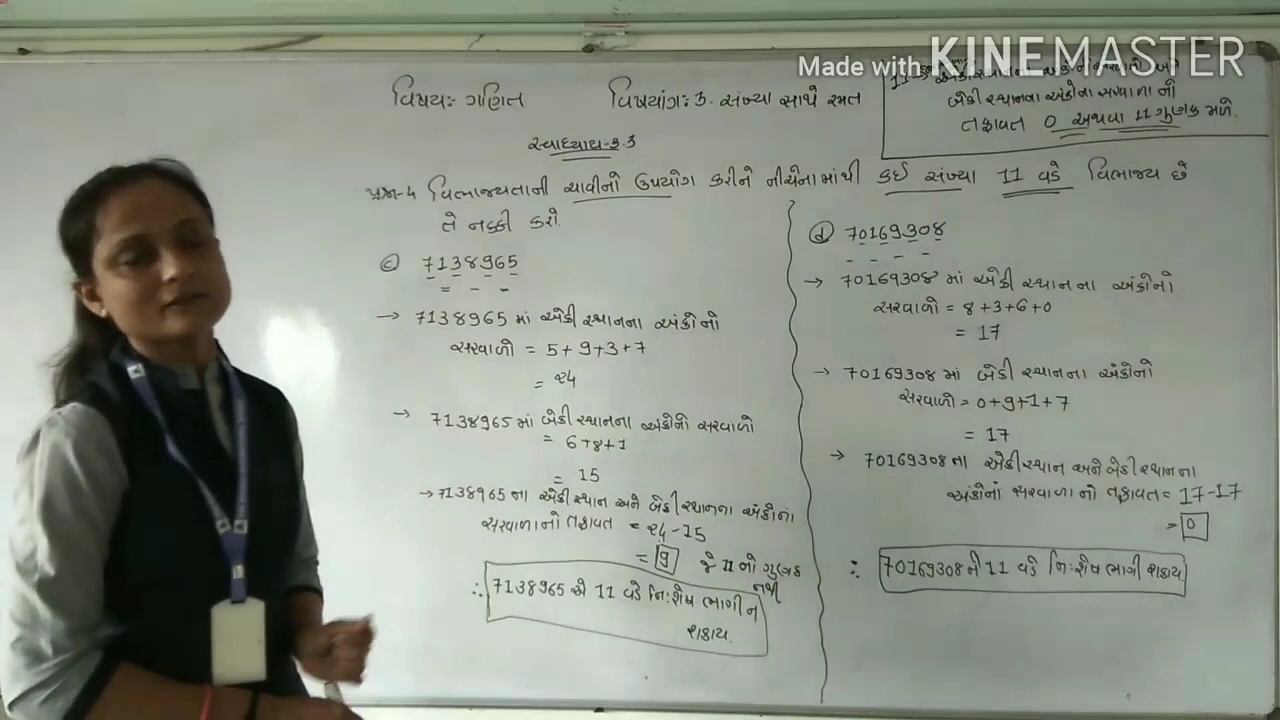 Made with KINEMASTER
વિષય:- ગણિત
વિષયાંગ: 3. સંખ્યા સાથે રમત
બેકી સ્થાનના અંકોના સરવાળાનો
તફાવત 0 અથવા 11 ગુણક મળે.
સ્વાધ્યાય-3.3
પ્રશ્ન-4 વિભાજ્યતાની ચાવીનો ઉપયોગ કરીને નીચેનામાંથી કઈ સંખ્યા 11 વડે વિભાજ્ય છે
તે નક્કી કરો.
ⓒ 7138965
→ 7138965 માં એકી સ્થાનના અંકોનો
સરવાળો = 5+9+3+7
= ૨4
→ 7138965 માં બેકી સ્થાનના અંકોનો સરવાળો
= 6+8+1
= 15
→ 7138965 ના એકી સ્થાન અને બેકી સ્થાનના અંકોના
સરવાળાનો તફાવત = ૨4-15
= 9 જે 11 નો ગુણક
નથી
∴ 7138965 એ 11 વડે નિ:શેષ ભાગી ન
શકાય.
ⓓ 70169308
→ 70169308 માં એકી સ્થાન ના અંકોનો
સરવાળો = 8+3+6+0
= 17
→ 70169308 માં બેકી સ્થાનના અંકોનો
સરવાળો = 0+9+1+7
= 17
→ 70169308 ના એકી સ્થાન અને બેકી સ્થાનના
અંકોનાં સરવાળા નો તફાવત = 17-17
= 0
∴ 70169308 ને 11 વડે નિ:શેષ ભાગી શકાય.